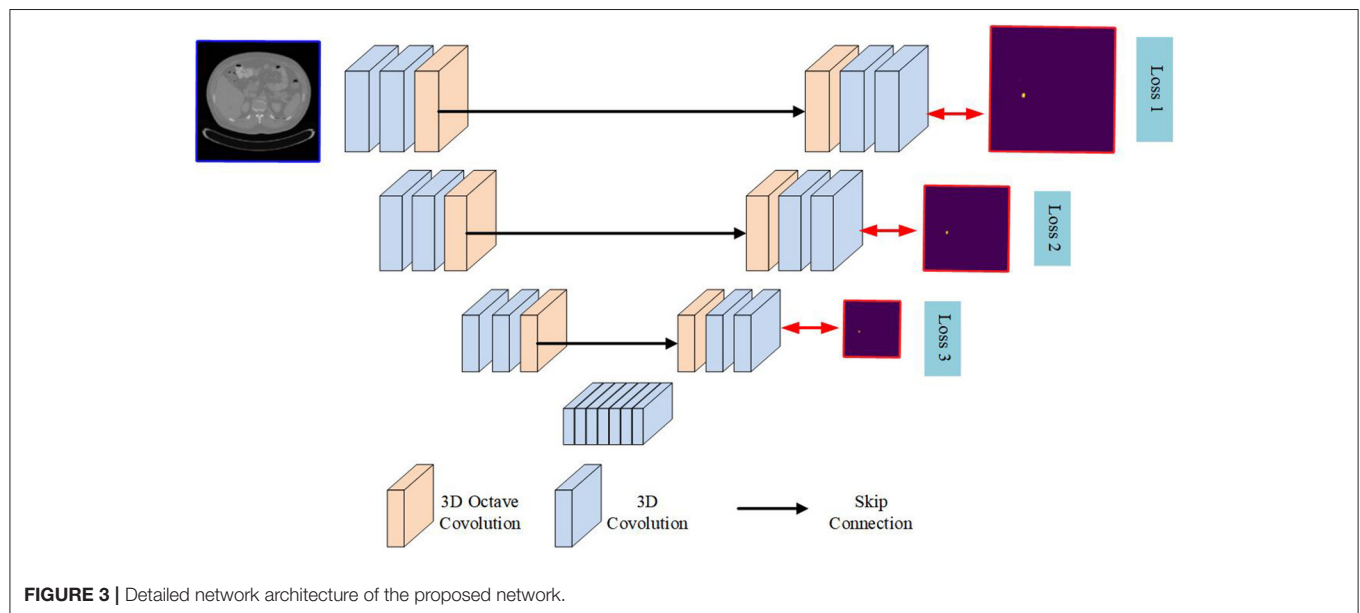 Loss 1
Loss 2
Loss 3
3D Octave
Covolution
3D
Covolution
Skip
Connection
FIGURE 3 | Detailed network architecture of the proposed network.